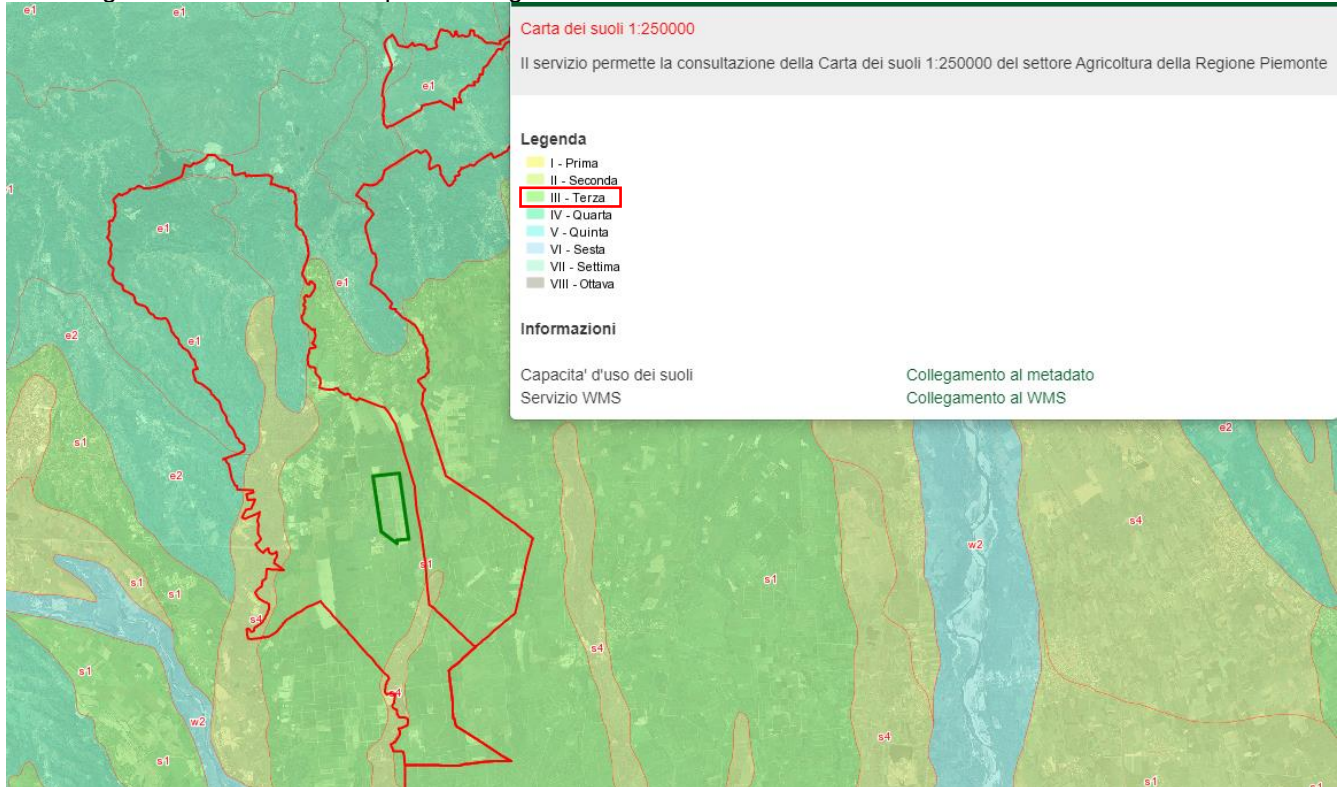 Carta dei suoli 1:250000
Il servizio permette la consultazione della Carta dei suoli 1:250000 del settore Agricoltura della Regione Piemonte
Legenda
I - Prima
II - Seconda
III - Terza
IV - Quarta
V - Quinta
VI - Sesta
VII - Settima
VIII - Ottava
Informazioni
Capacita' d'uso dei suoli
Collegamento al metadato
Servizio WMS
Collegamento al WMS
e1
e1
e1
e1
e1
e2
e1
e2
s1
e2
s4
w2
s1
s1
s1
s1
s4
s4
s1
s4
w2
s4
s1
s1